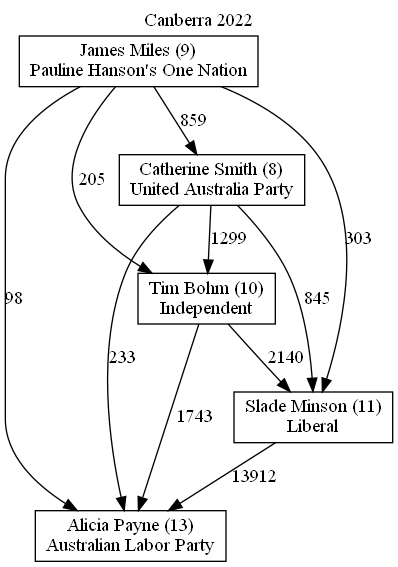 Canberra 2022
James Miles (9)
Pauline Hanson's One Nation
859
205
Catherine Smith (8)
United Australia Party
303
1299
98
Tim Bohm (10)
Independent
845
233
2140
1743
Slade Minson (11)
Liberal
13912
Alicia Payne (13)
Australian Labor Party